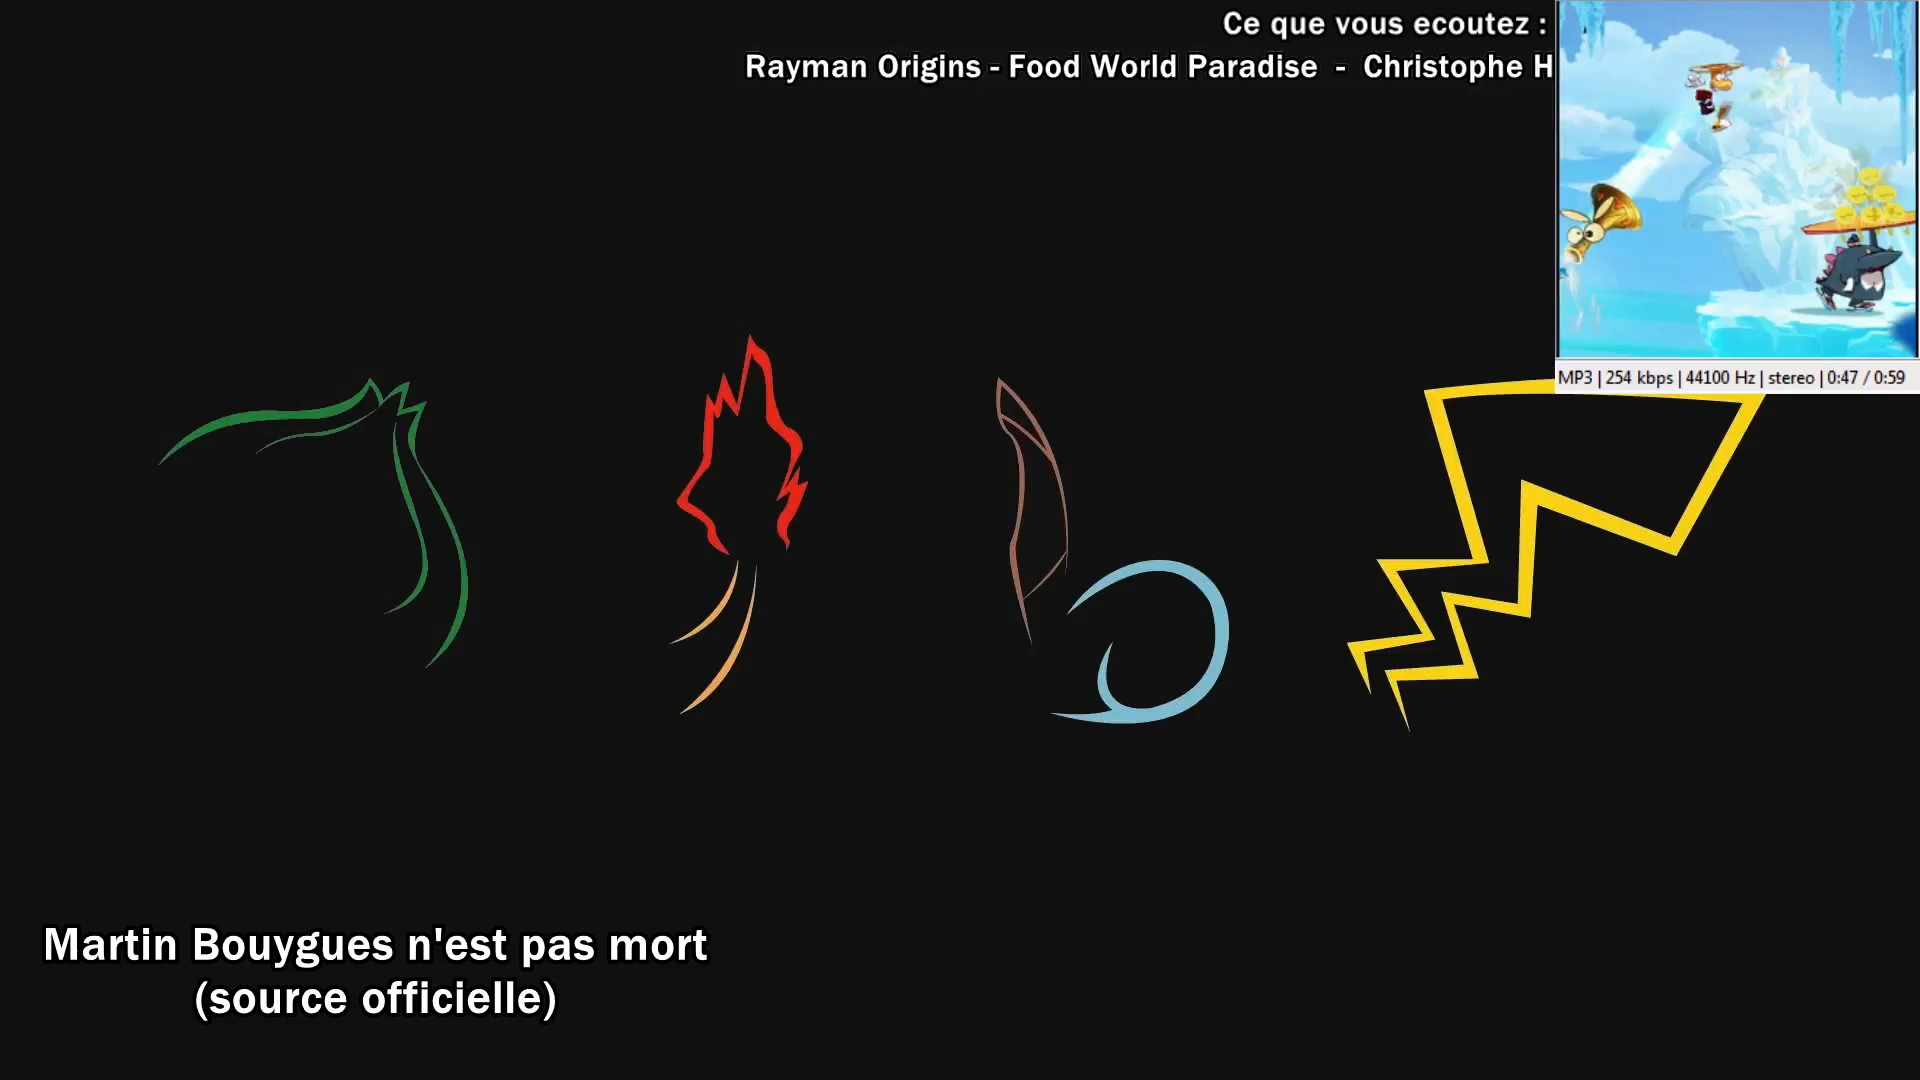 Ce que vous ecoutez :
Rayman Origins - Food World Paradise - Christophe H
MP3 | 254 kbps | 44100 Hz | stereo | 0:47 / 0:59
Martin Bouygues n'est pas mort
(source officielle)